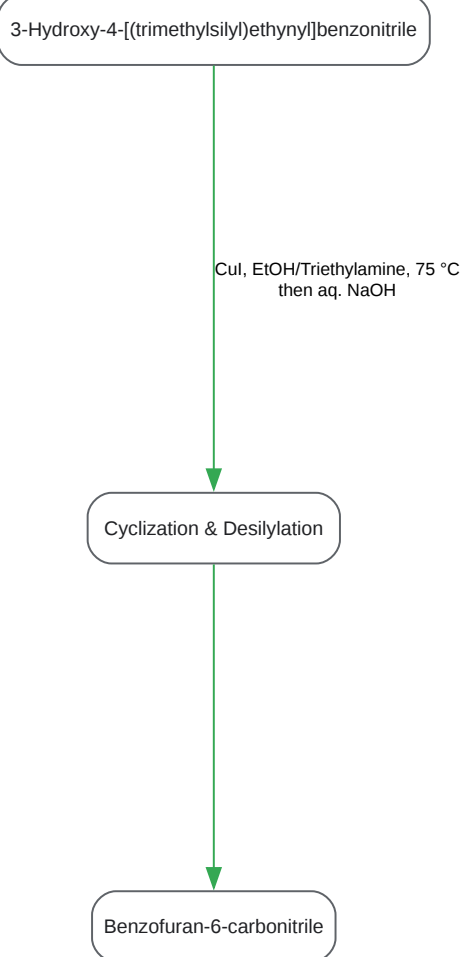 3-Hydroxy-4-[(trimethylsilyl)ethynyl]benzonitrile
CuI, EtOH/Triethylamine, 75 °C
then aq. NaOH
Cyclization & Desilylation
Benzofuran-6-carbonitrile